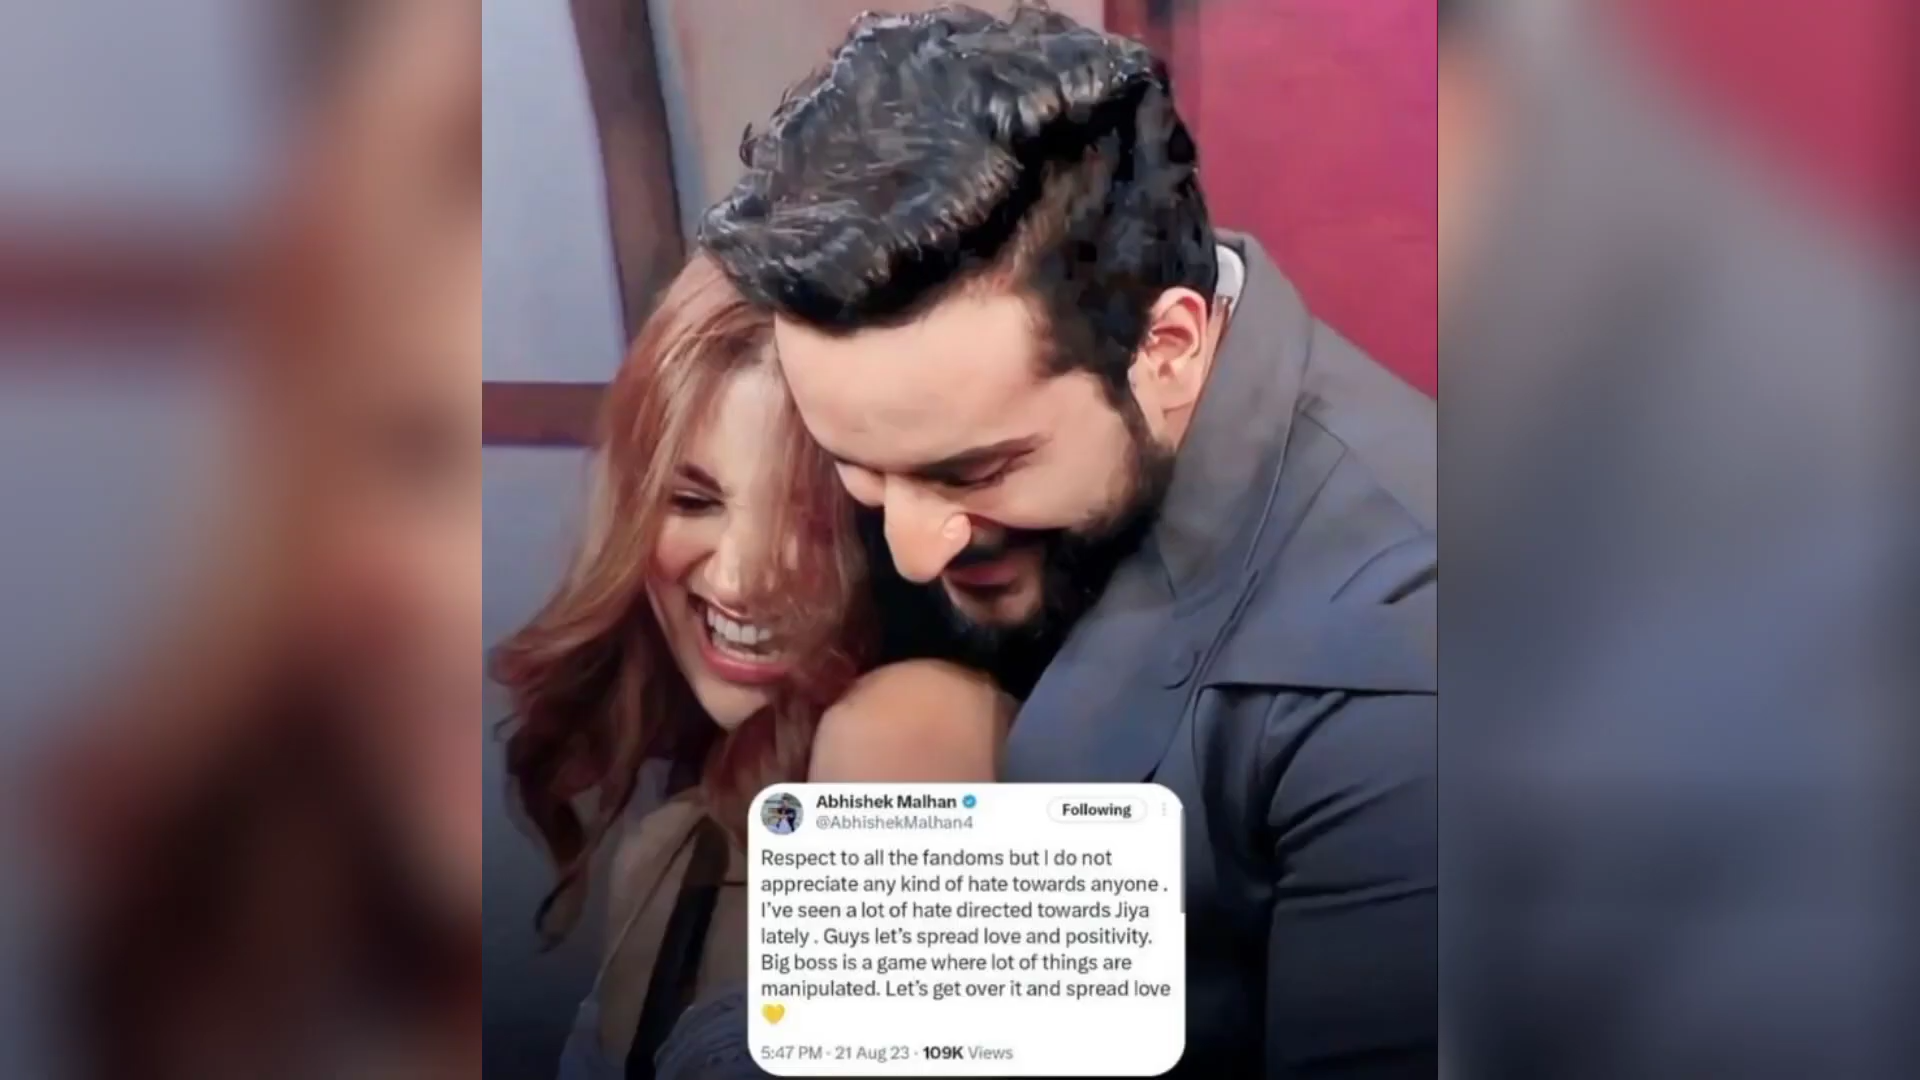 Abhishek Malhan
@AbhishekMalhan4
Following
Respect to all the fandoms but I do not
appreciate any kind of hate towards anyone .
I've seen a lot of hate directed towards Jiya
lately . Guys let's spread love and positivity.
Big boss is a game where lot of things are
manipulated. Let's get over it and spread love
💛
5:47 PM · 21 Aug 23 · 109K Views